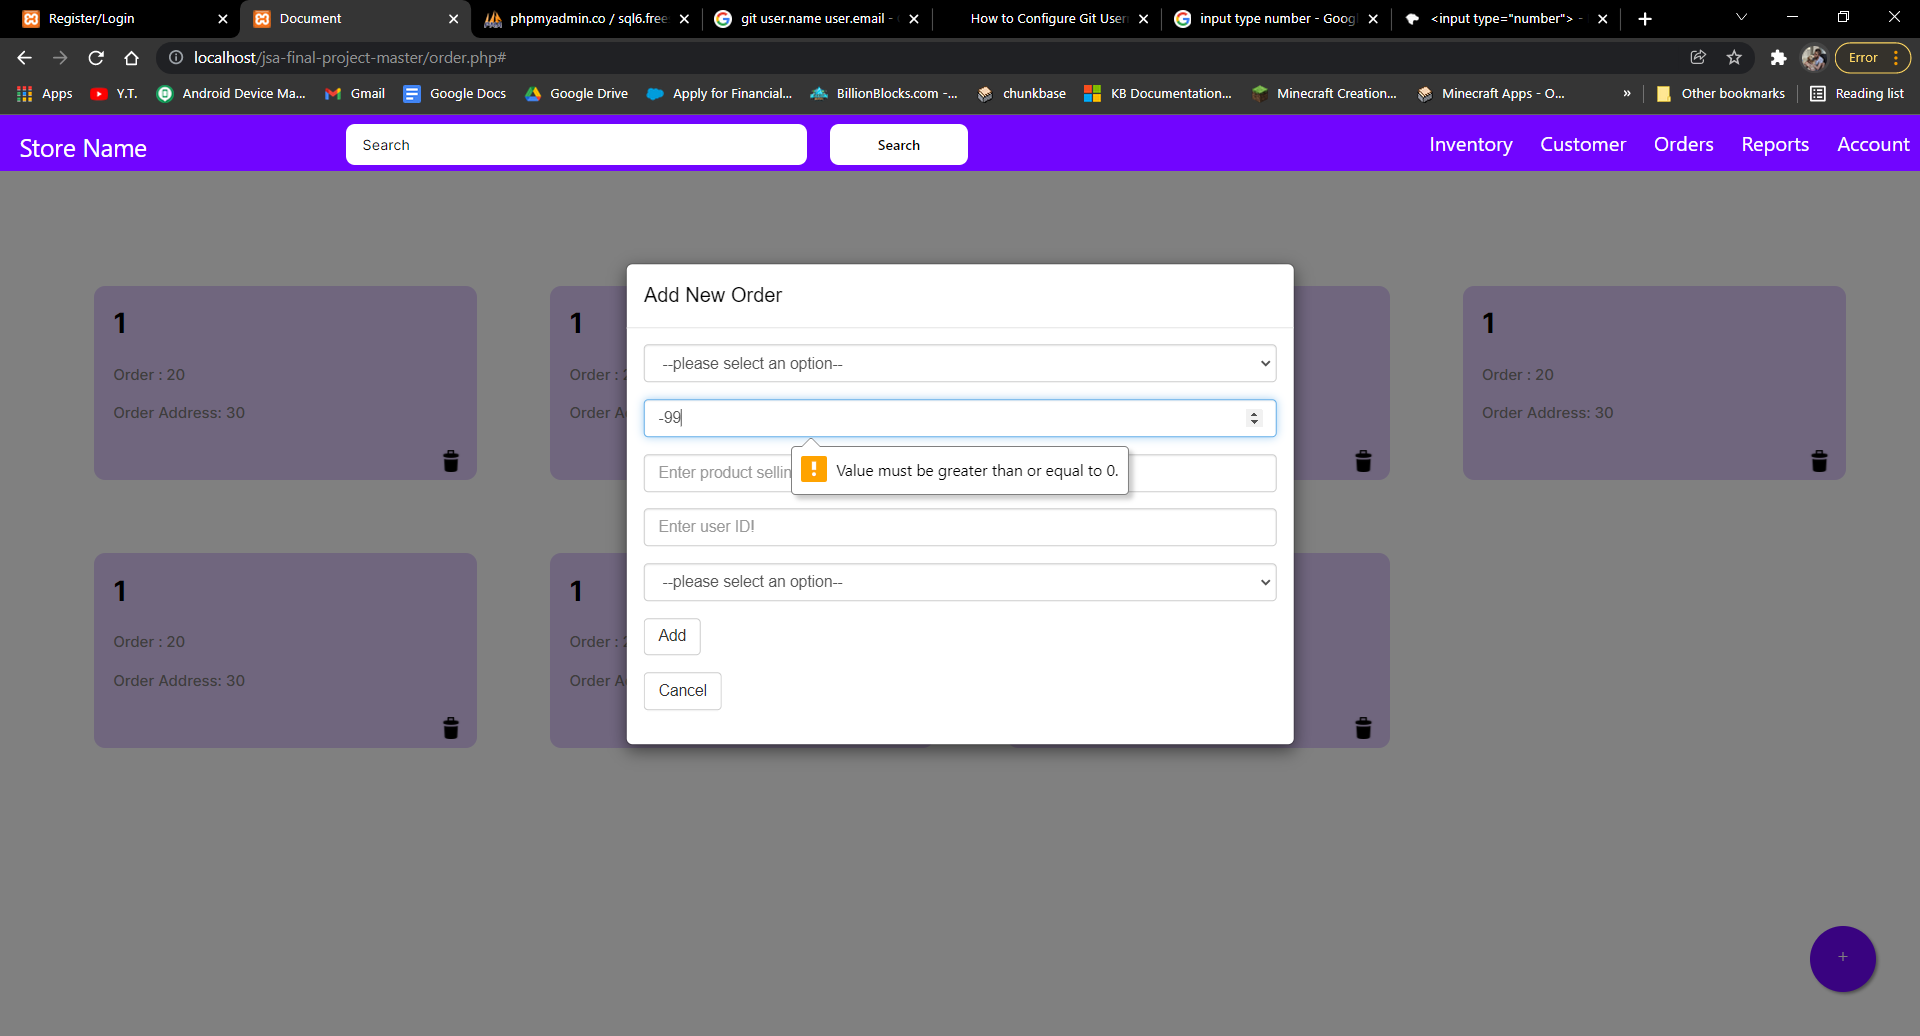 Register/Login
Document
phpmyadmin.co / sql6.free
git user.name user.email -
How to Configure Git User
input type number - Goog
<input type="number"> -
localhost/jsa-final-project-master/order.php#
Error
Apps
Y.T.
Android Device Ma...
Gmail
Google Docs
Google Drive
Apply for Financial...
BillionBlocks.com -...
chunkbase
KB Documentation...
Minecraft Creation...
Minecraft Apps - O...
»
Other bookmarks
Reading list
Store Name
Search
Search
Inventory
Customer
Orders
Reports
Account
Add New Order
--please select an option--
-99
Value must be greater than or equal to 0.
Enter product sellin
Enter user ID!
--please select an option--
Add
Cancel
1
Order : 20
Order Address: 30
1
Order :
Order A
1
Order : 20
Order Address: 30
1
Order : 20
Order Address: 30
1
Order :
Order A
+